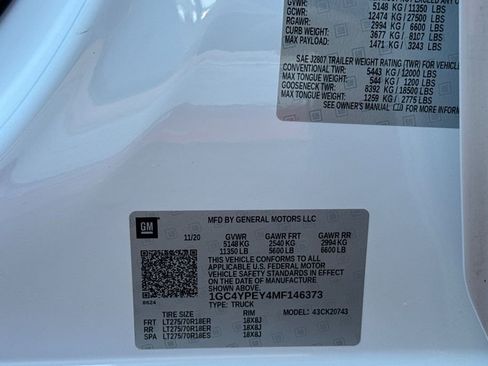 NOT EXCEED ANY OF
GVWR: 5148 KG / 11350 LBS
GCWR: 12474 KG / 27500 LBS
RGAWR: 2994 KG / 6600 LBS
CURB WEIGHT: 3677 KG / 8107 LBS
MAX PAYLOAD: 1471 KG / 3243 LBS
SAE J2807 TRAILER WEIGHT RATING (TWR) FOR VEHICLE
CONVENTIONAL TWR: 5443 KG / 12000 LBS
MAX TONGUE WEIGHT: 544 KG / 1200 LBS
GOOSENECK TWR: 8392 KG / 18500 LBS
MAX TONGUE WEIGHT: 1259 KG / 2775 LBS
SEE OWNER'S MANUAL
GM
MFD BY GENERAL MOTORS LLC
11/20 GVWR GAWR FRT GAWR RR
5148 KG 2540 KG 2994 KG
11350 LB 5600 LB 6600 LB
THIS VEHICLE CONFORMS TO ALL
APPLICABLE U.S. FEDERAL MOTOR
VEHICLE SAFETY STANDARDS IN EFFECT
ON THE DATE OF MANUFACTURE SHOWN ABOVE.
1GC4YPEY4MF146373
TYPE: TRUCK
TIRE SIZE RIM 43CK20743
FRT LT275/70R18ER 18X8J
RR LT275/70R18ER 18X8J
SPA LT275/70R18ES 18X8J